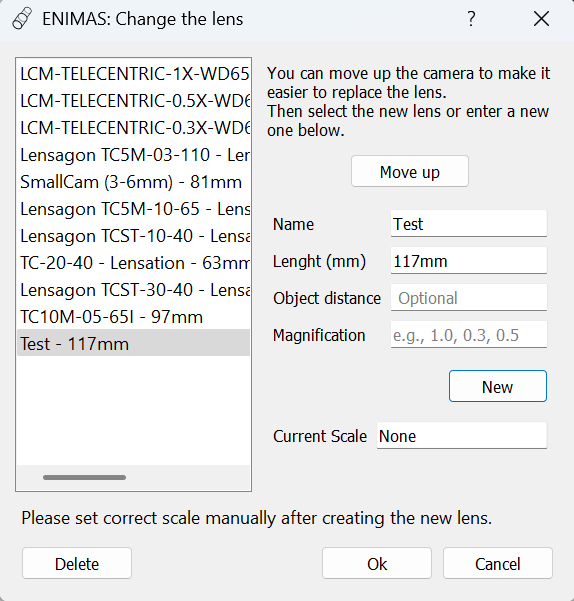 ENIMAS: Change the lens
?
LCM-TELECENTRIC-1X-WD65
LCM-TELECENTRIC-0.5X-WD6
LCM-TELECENTRIC-0.3X-WD6
Lensagon TC5M-03-110 - Ler
SmallCam (3-6mm) - 81mm
Lensagon TC5M-10-65 - Lens
Lensagon TCST-10-40 - Lensa
TC-20-40 - Lensation - 63mm
Lensagon TCST-30-40 - Lensa
TC10M-05-65I - 97mm
Test - 117mm
You can move up the camera to make it
easier to replace the lens.
Then select the new lens or enter a new
one below.
Move up
Name Test
Lenght (mm) 117mm
Object distance Optional
Magnification e.g., 1.0, 0.3, 0.5
New
Current Scale None
Please set correct scale manually after creating the new lens.
Delete Ok Cancel